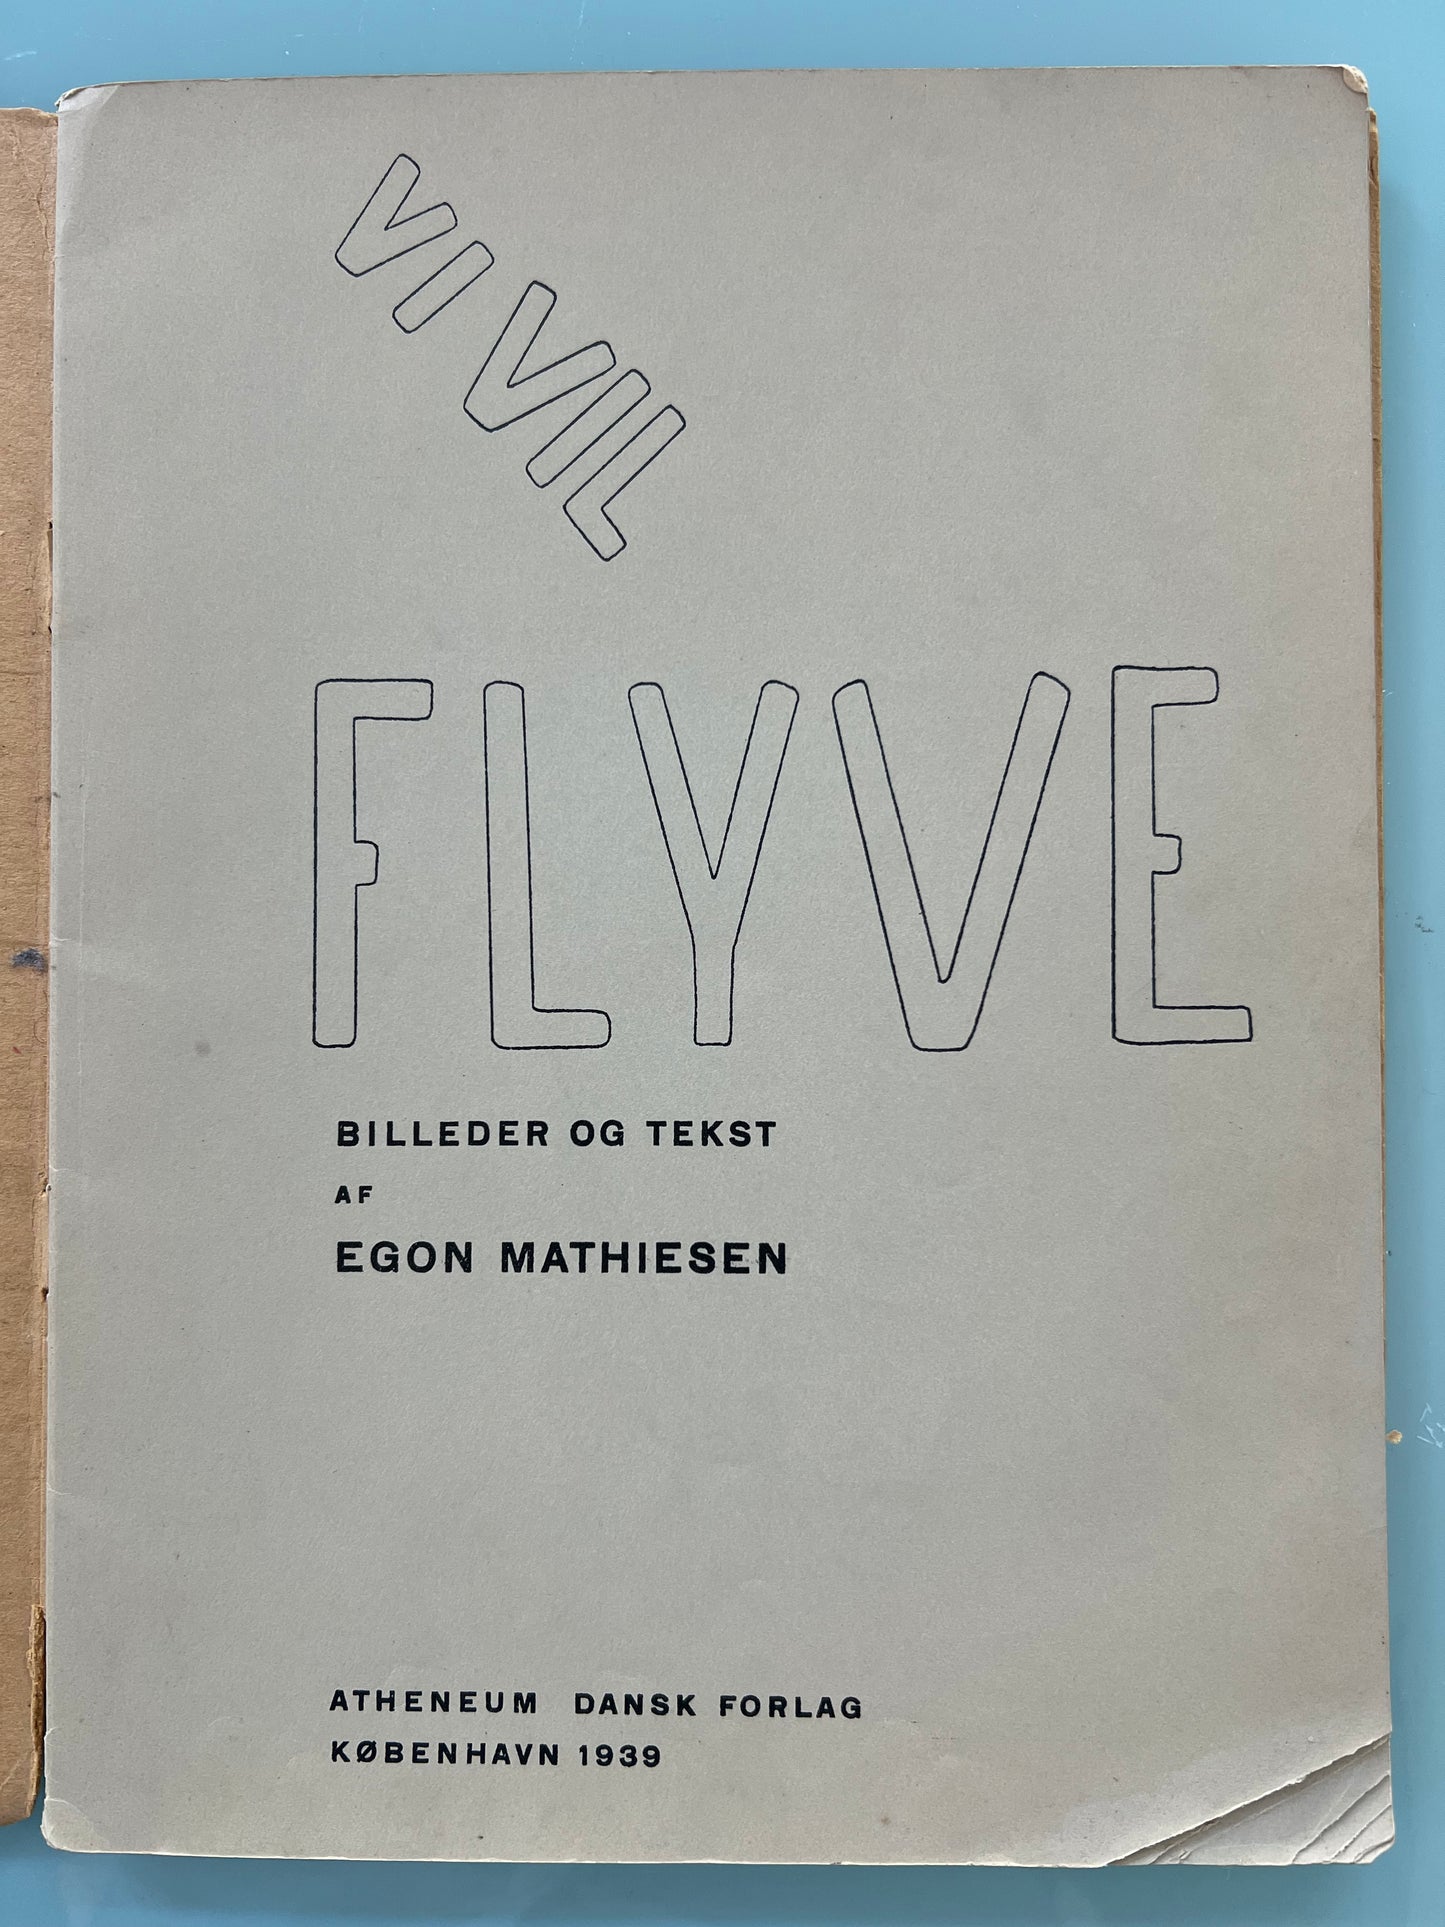 VI VIL
FLYVE
BILLEDER OG TEKST
AF
EGON MATHIESEN
ATHENEUM DANSK FORLAG
KØBENHAVN 1939